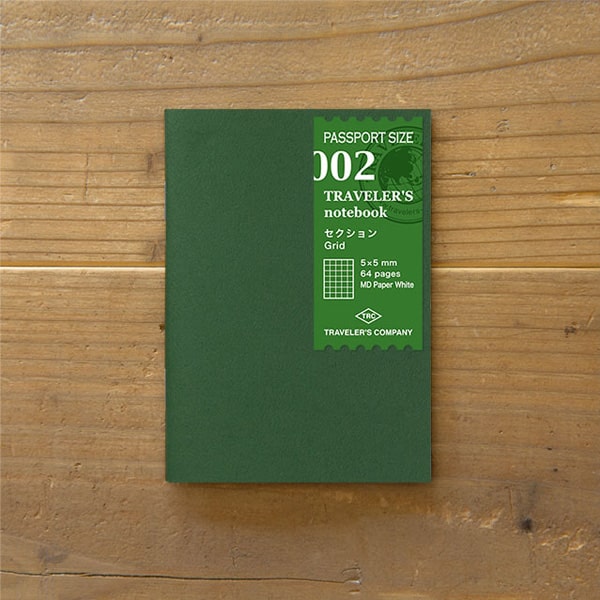 PASSPORT SIZE
002
TRAVELER'S
notebook
セクション
Grid
5×5 mm
64 pages
MD Paper White
TRC
TRAVELER'S COMPANY